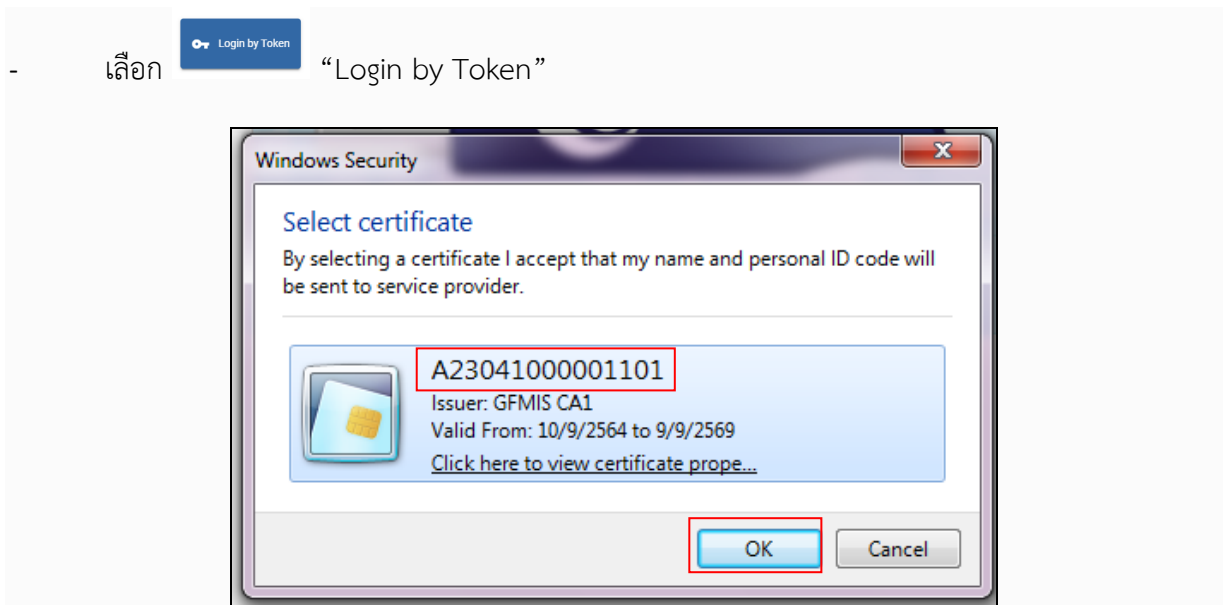 - เลือก Login by Token “Login by Token”
Windows Security
Select certificate
By selecting a certificate I accept that my name and personal ID code will
be sent to service provider.
A23041000001101
Issuer: GFMIS CA1
Valid From: 10/9/2564 to 9/9/2569
Click here to view certificate prope...
OK Cancel